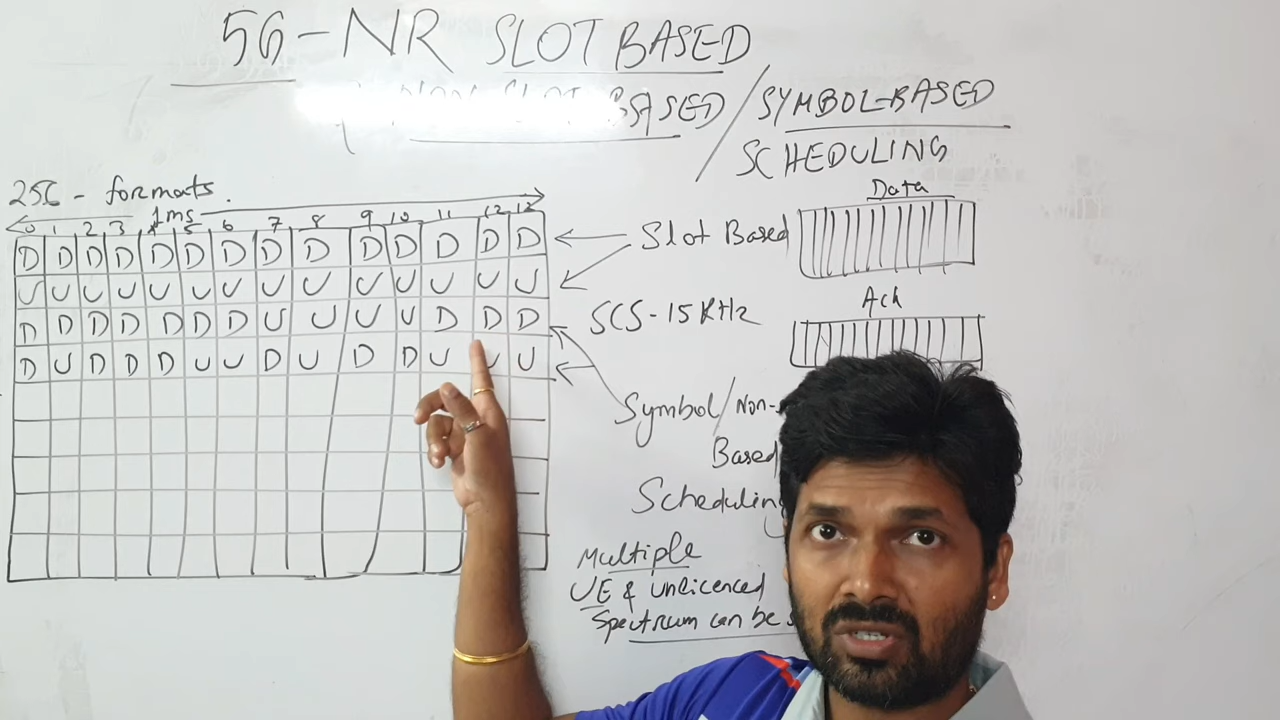 5G-NR SLOT BASED
BASED/SYMBOL-BASED
SCHEDULING
256 - formats.
1ms
0 1 2 3 4 5 6 7 8 9 10 11 12 13
D D D D D D D D D D D D D D
U U U U U U U U U U U U U U
D D D D D D D U U U U D D D
D U D D D U U D U D D U U U
Slot Based
Data
SCS-15KHz
Ack
Symbol/Non-
Based
Scheduling
Multiple
UE & unlicenced
Spectrum can be